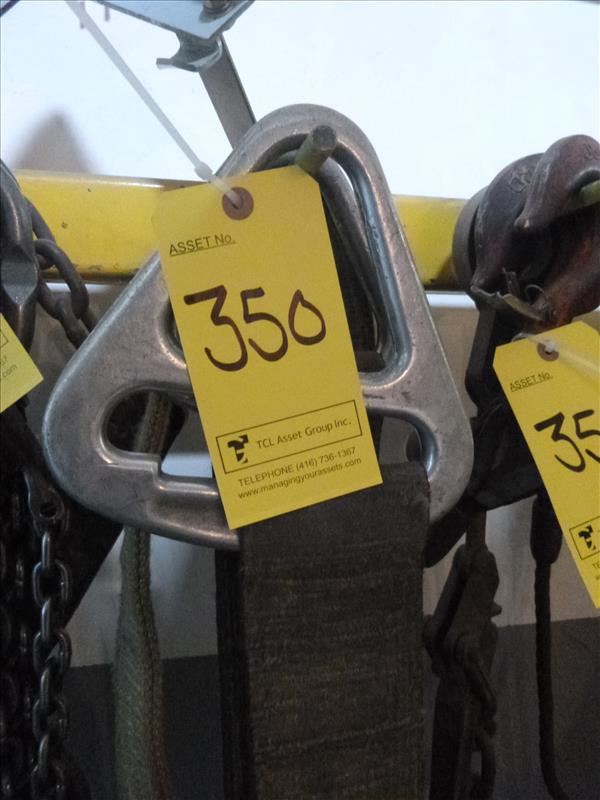 ASSET No.
350
TCL Asset Group Inc.
TELEPHONE (416) 736-1367
www.managingyourassets.com
ASSET No.
35